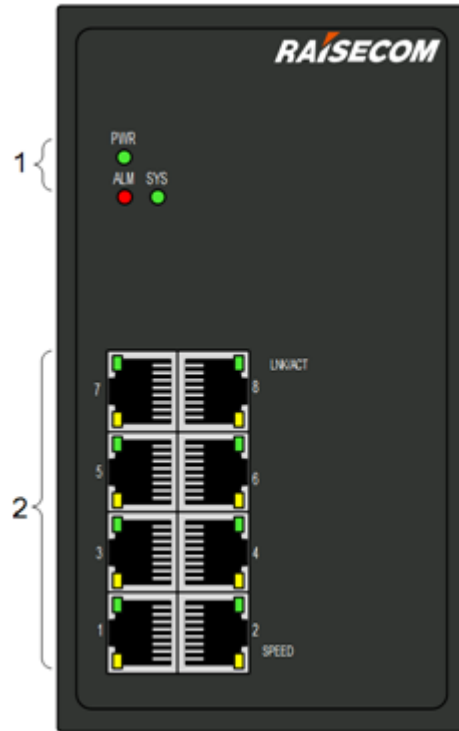 RAISECOM
PWR
1
ALM SYS
LNK/ACT
7 8
2
5 6
3 4
1 2
SPEED